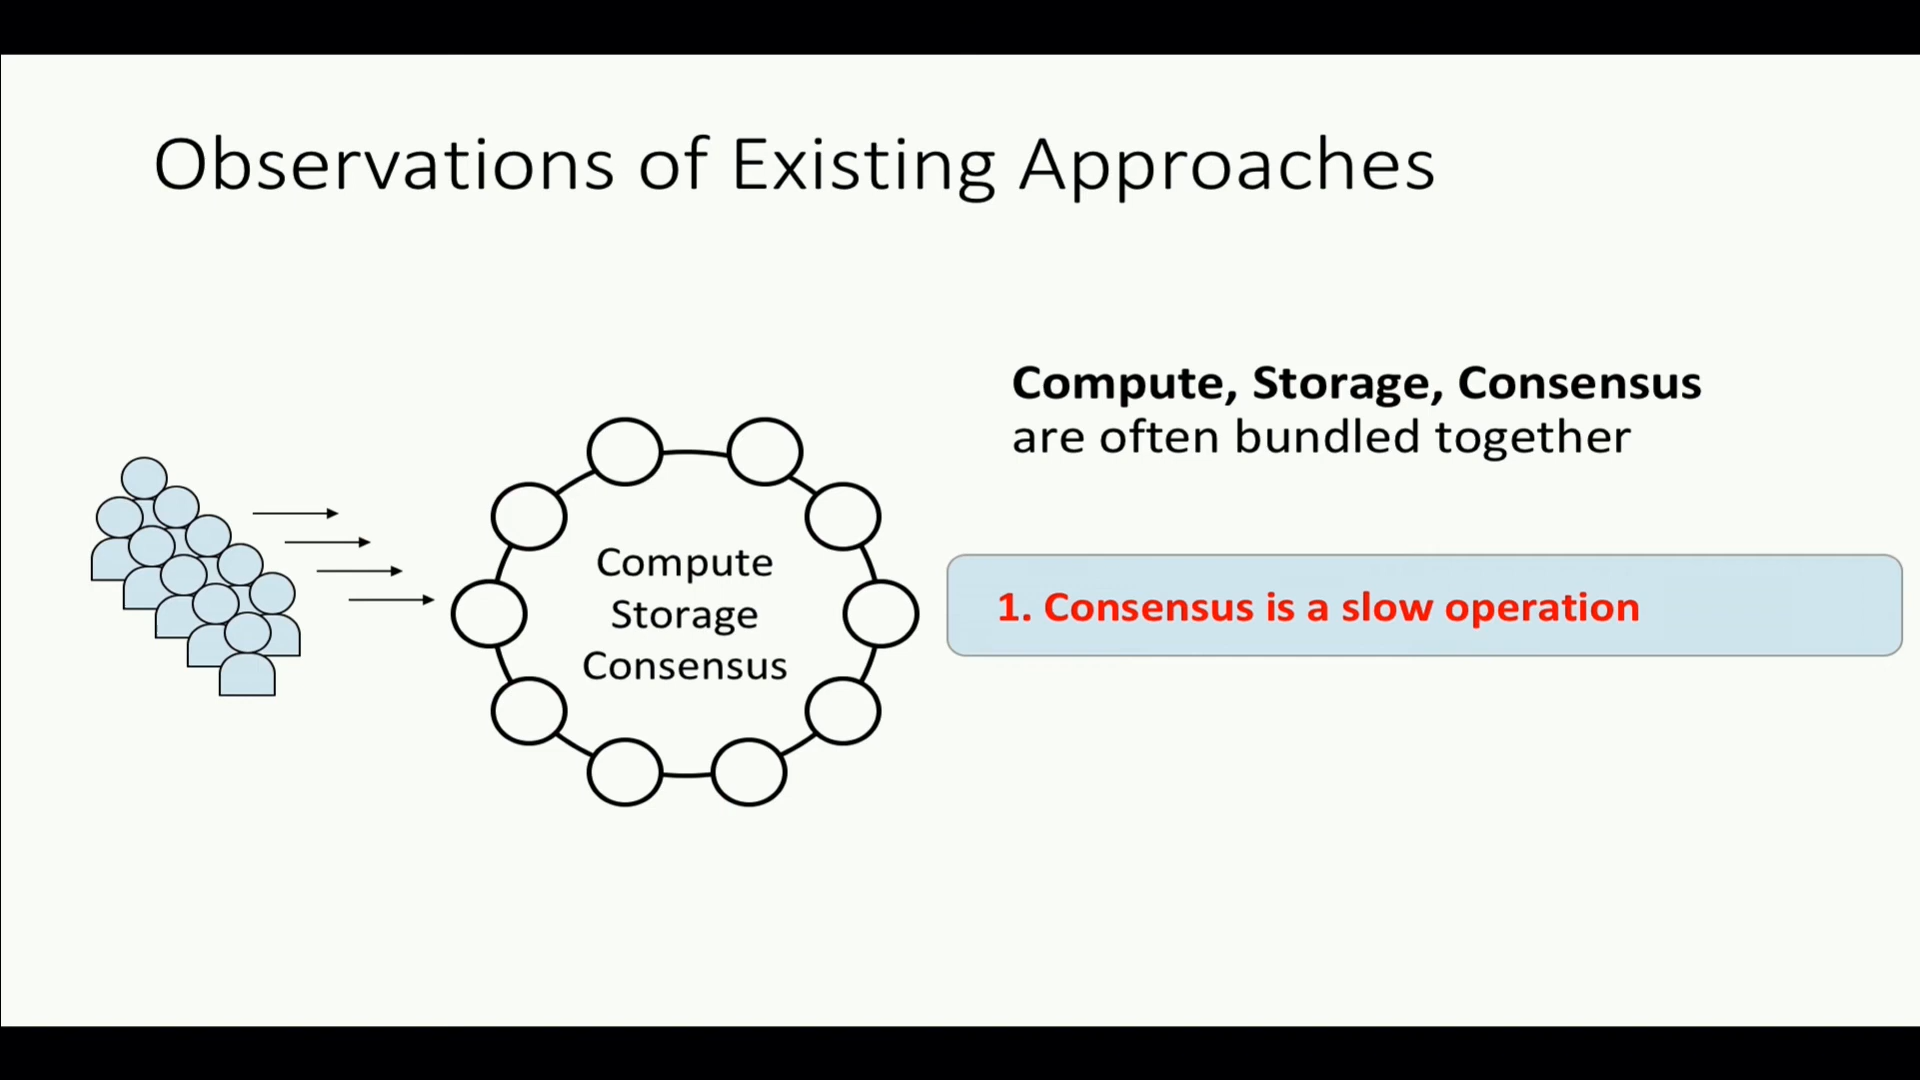 Observations of Existing Approaches
Compute, Storage, Consensus
are often bundled together
Compute
Storage
Consensus
1. Consensus is a slow operation